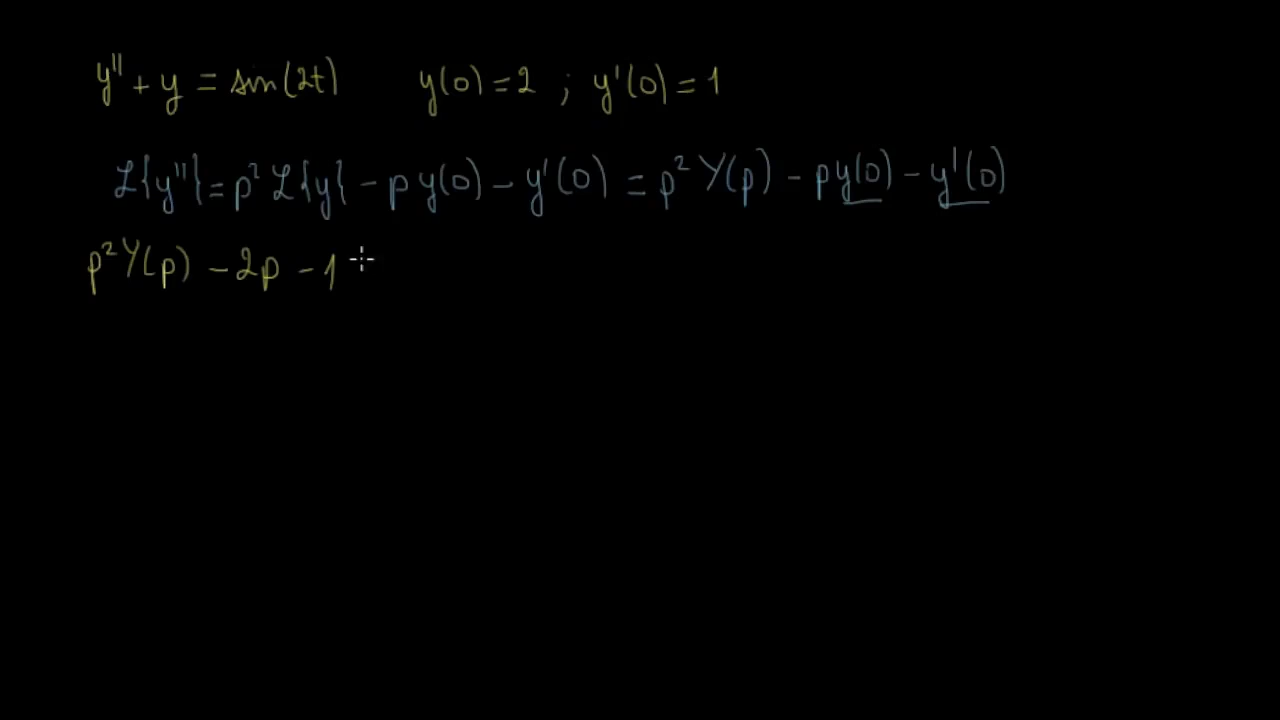 y'' + y = sin(2t) y(0) = 2 ; y'(0) = 1
ℒ{y''} = p² ℒ{y} - p y(0) - y'(0) = p² Y(p) - p y(0) - y'(0)
p² Y(p) - 2p - 1